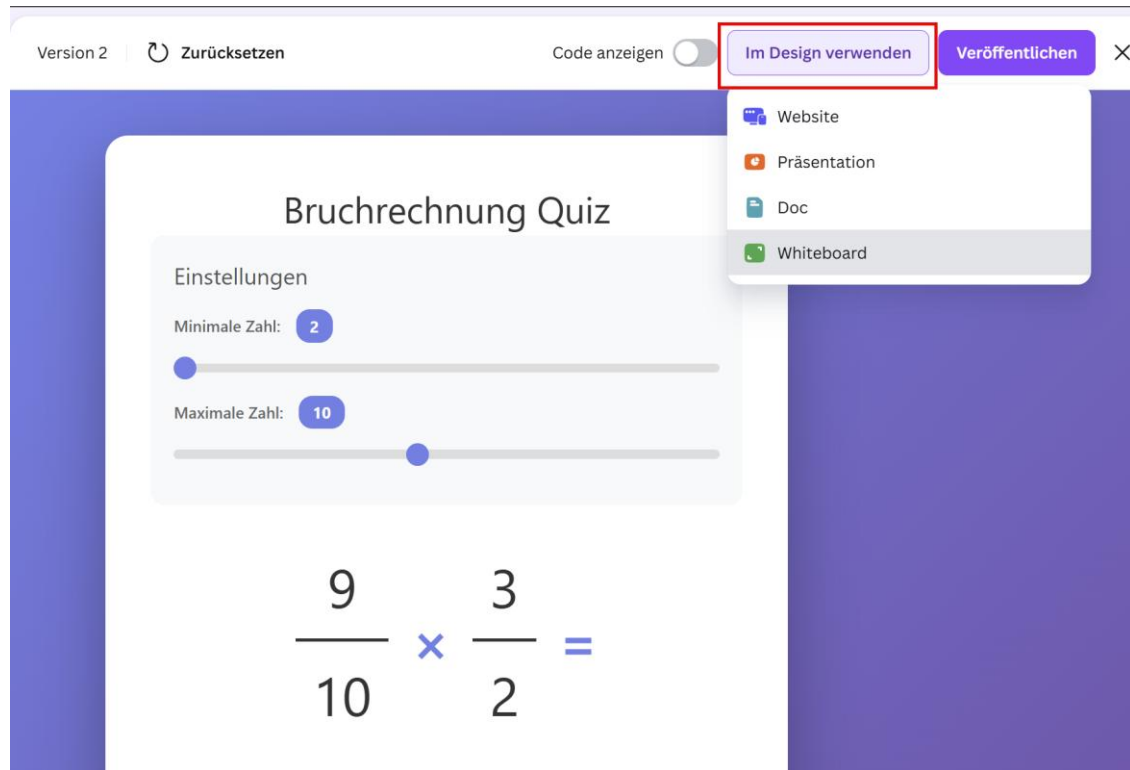 Version 2 Zurücksetzen Code anzeigen Im Design verwenden Veröffentlichen
Website
Präsentation
Doc
Whiteboard
Bruchrechnung Quiz
Einstellungen
Minimale Zahl: 2
Maximale Zahl: 10
9 3
× =
10 2